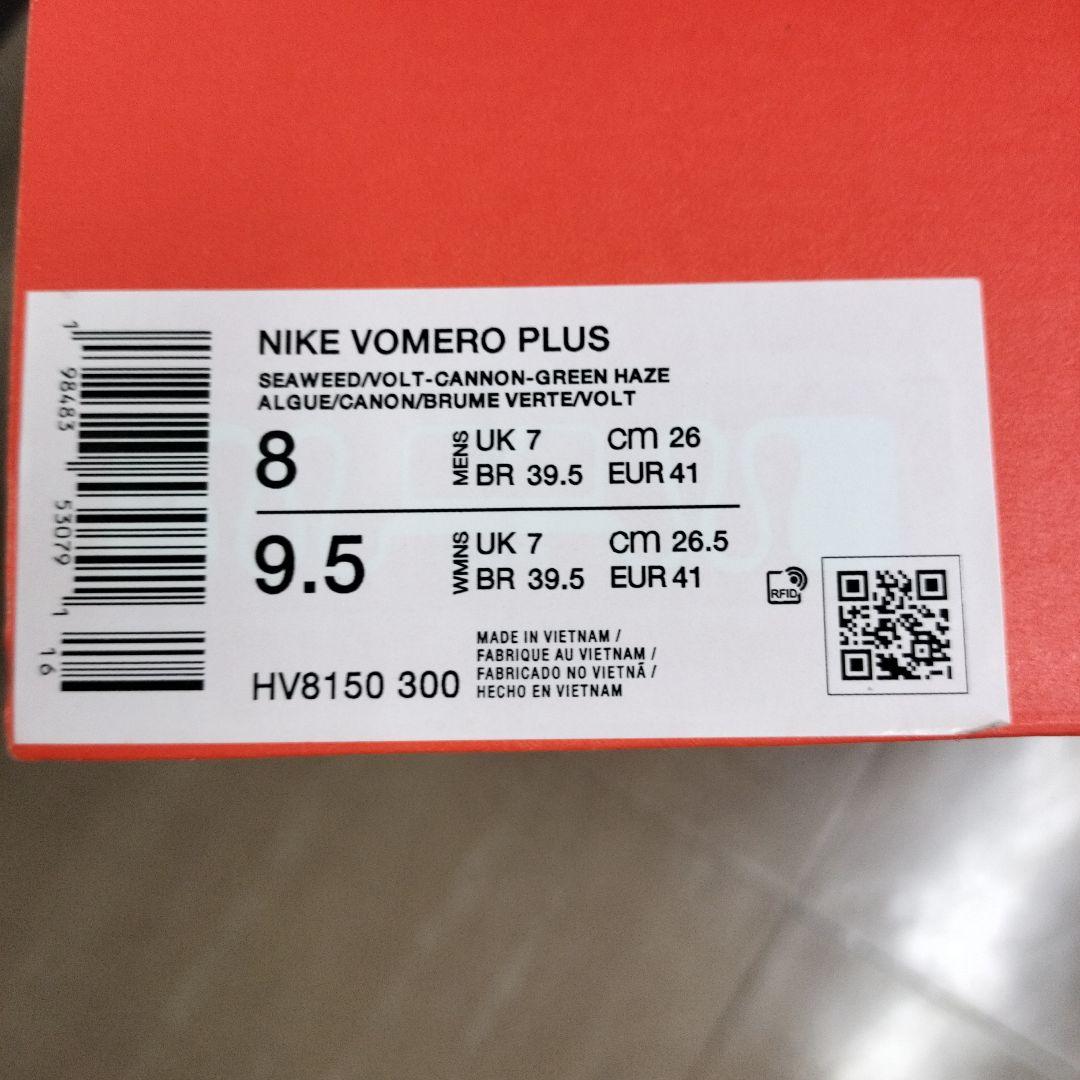 NIKE VOMERO PLUS
SEAWEED/VOLT-CANNON-GREEN HAZE
ALGUE/CANON/BRUME VERTE/VOLT
8 MENS UK 7 CM 26
BR 39.5 EUR 41
9.5 WMNS UK 7 CM 26.5
BR 39.5 EUR 41
HV8150 300
MADE IN VIETNAM /
FABRIQUE AU VIETNAM /
FABRICADO NO VIETNÃ /
HECHO EN VIETNAM
RFID
1 98483 53079 1 16